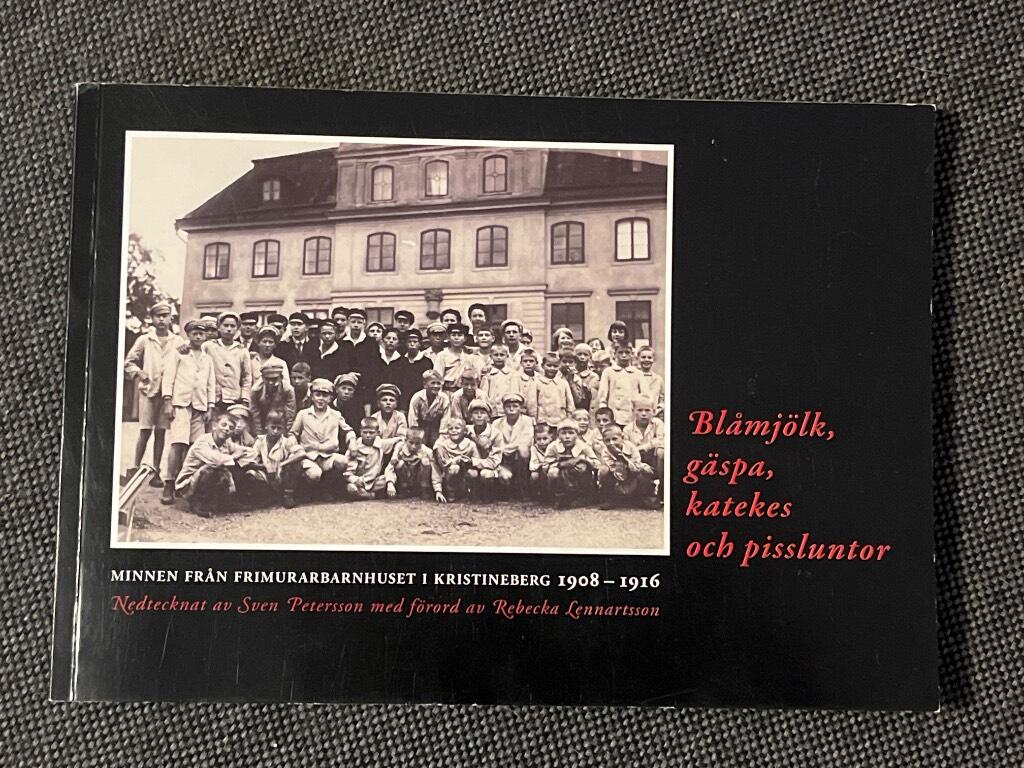 Blåmjölk,
gäspa,
katekes
och pissluntor
MINNEN FRÅN FRIMURARBARNHUSET I KRISTINEBERG 1908–1916
Nedtecknat av Sven Petersson med förord av Rebecka Lennartsson